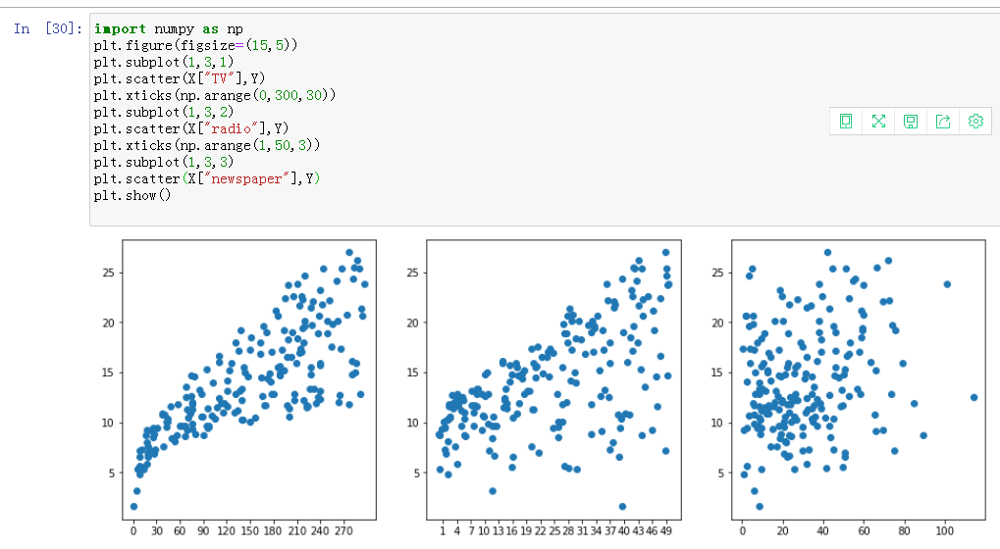 In [30]:
import numpy as np
plt.figure(figsize=(15,5))
plt.subplot(1,3,1)
plt.scatter(X["TV"],Y)
plt.xticks(np.arange(0,300,30))
plt.subplot(1,3,2)
plt.scatter(X["radio"],Y)
plt.xticks(np.arange(1,50,3))
plt.subplot(1,3,3)
plt.scatter(X["newspaper"],Y)
plt.show()
25
20
15
10
5
0 30 60 90 120 150 180 210 240 270
25
20
15
10
5
1 4 7 10 13 16 19 22 25 28 31 34 37 40 43 46 49
25
20
15
10
5
0 20 40 60 80 100